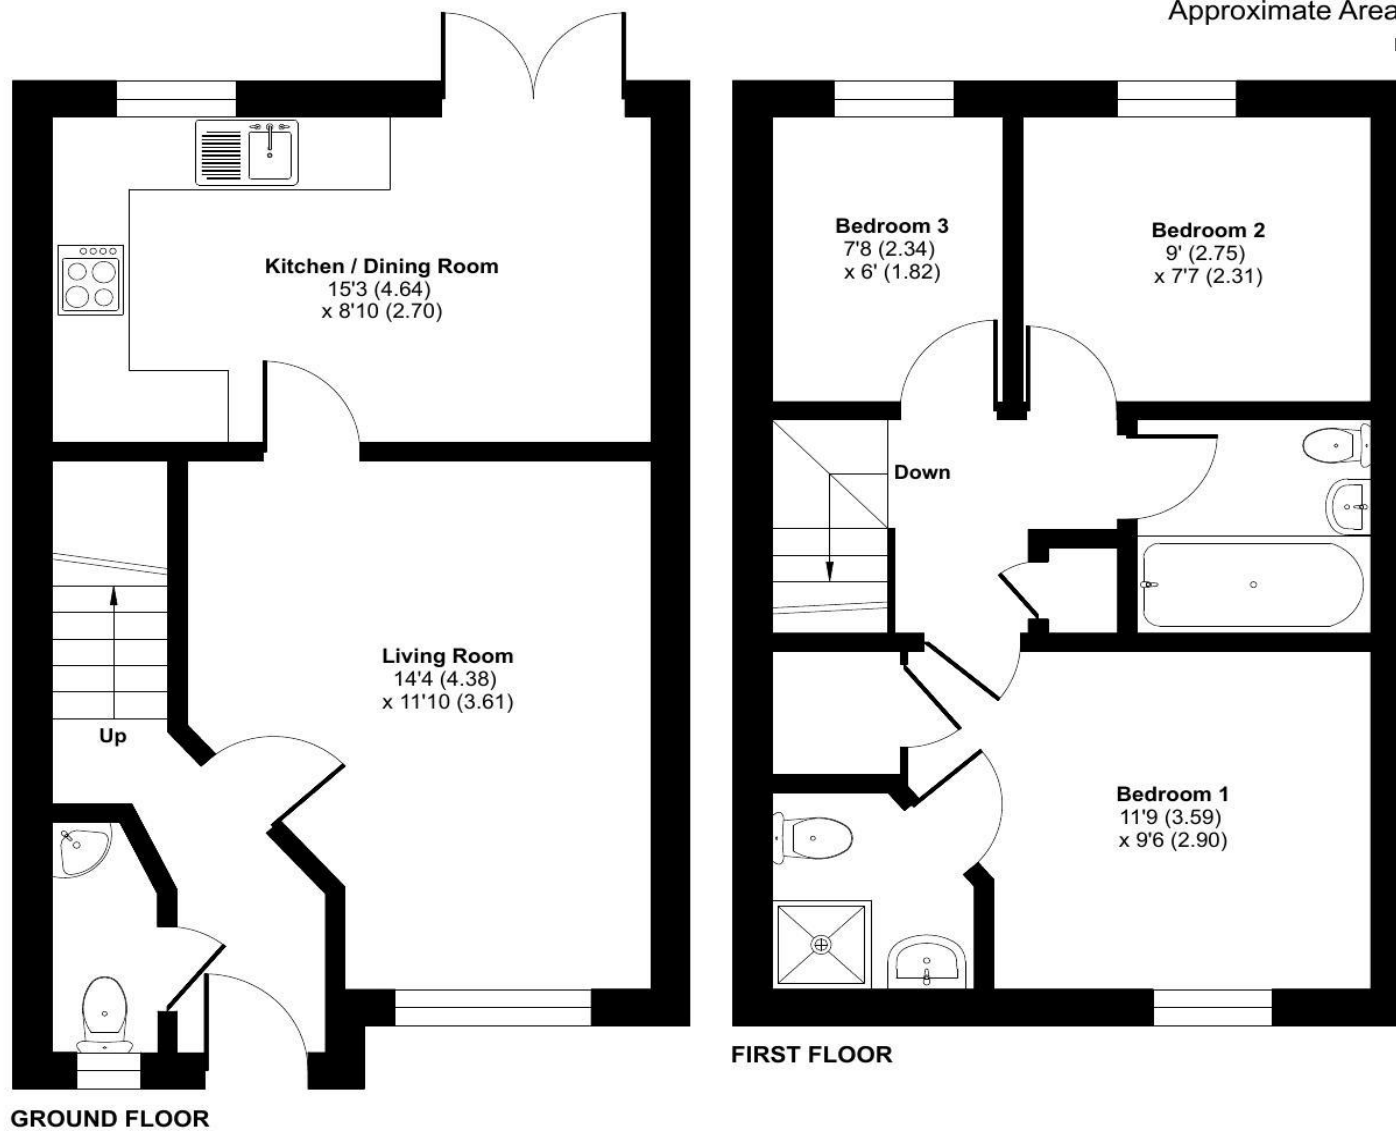 Approximate Area
Kitchen / Dining Room
15'3 (4.64)
x 8'10 (2.70)
Living Room
14'4 (4.38)
x 11'10 (3.61)
Up
GROUND FLOOR
Bedroom 3
7'8 (2.34)
x 6' (1.82)
Bedroom 2
9' (2.75)
x 7'7 (2.31)
Down
Bedroom 1
11'9 (3.59)
x 9'6 (2.90)
FIRST FLOOR